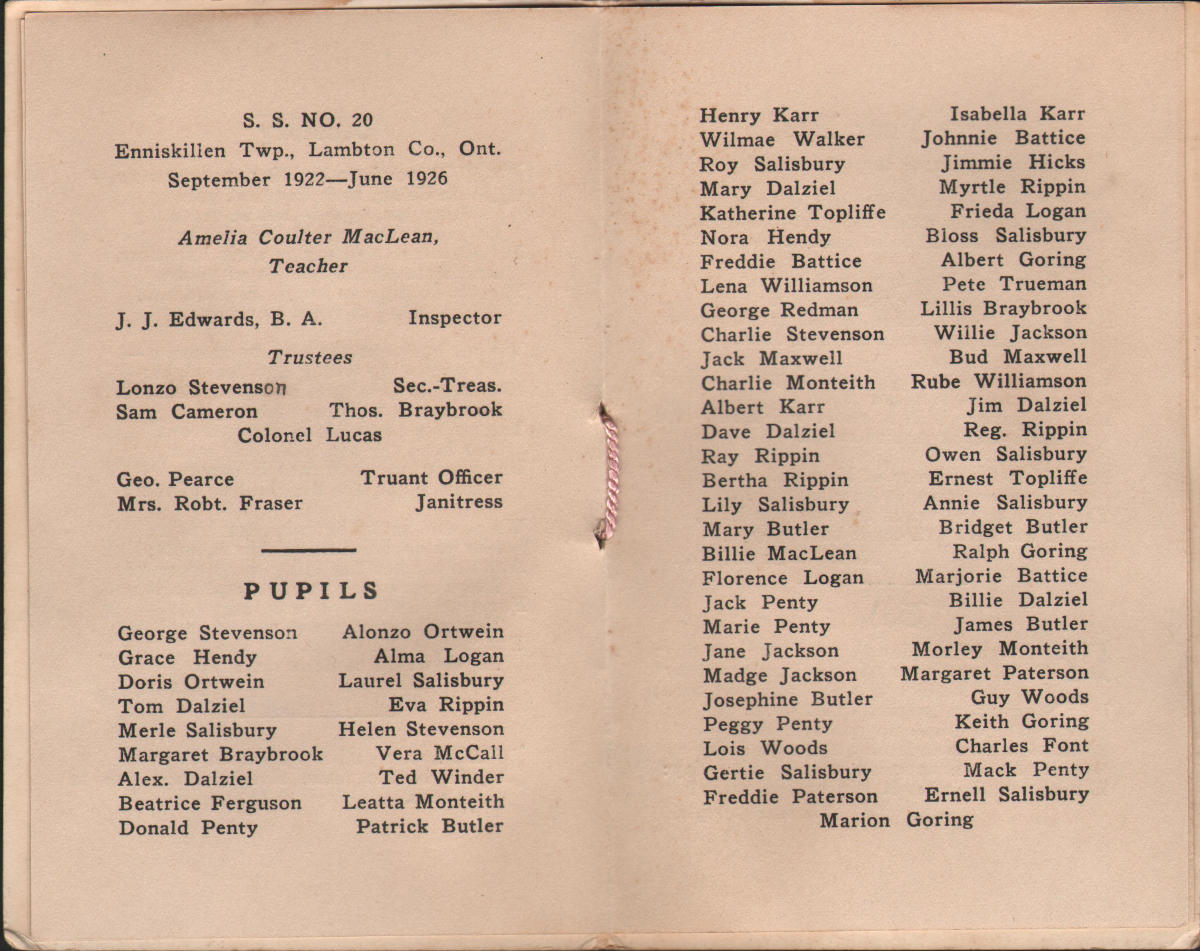 S. S. NO. 20
Enniskillen Twp., Lambton Co., Ont.
September 1922—June 1926
Amelia Coulter MacLean,
Teacher
J. J. Edwards, B. A. Inspector
Trustees
Lonzo Stevenson Sec.-Treas.
Sam Cameron Thos. Braybrook
Colonel Lucas
Geo. Pearce Truant Officer
Mrs. Robt. Fraser Janitress
PUPILS
George Stevenson Alonzo Ortwein
Grace Hendy Alma Logan
Doris Ortwein Laurel Salisbury
Tom Dalziel Eva Rippin
Merle Salisbury Helen Stevenson
Margaret Braybrook Vera McCall
Alex. Dalziel Ted Winder
Beatrice Ferguson Leatta Monteith
Donald Penty Patrick Butler
Henry Karr Isabella Karr
Wilmae Walker Johnnie Battice
Roy Salisbury Jimmie Hicks
Mary Dalziel Myrtle Rippin
Katherine Topliffe Frieda Logan
Nora Hendy Bloss Salisbury
Freddie Battice Albert Goring
Lena Williamson Pete Trueman
George Redman Lillis Braybrook
Charlie Stevenson Willie Jackson
Jack Maxwell Bud Maxwell
Charlie Monteith Rube Williamson
Albert Karr Jim Dalziel
Dave Dalziel Reg. Rippin
Ray Rippin Owen Salisbury
Bertha Rippin Ernest Topliffe
Lily Salisbury Annie Salisbury
Mary Butler Bridget Butler
Billie MacLean Ralph Goring
Florence Logan Marjorie Battice
Jack Penty Billie Dalziel
Marie Penty James Butler
Jane Jackson Morley Monteith
Madge Jackson Margaret Paterson
Josephine Butler Guy Woods
Peggy Penty Keith Goring
Lois Woods Charles Font
Gertie Salisbury Mack Penty
Freddie Paterson Ernell Salisbury
Marion Goring